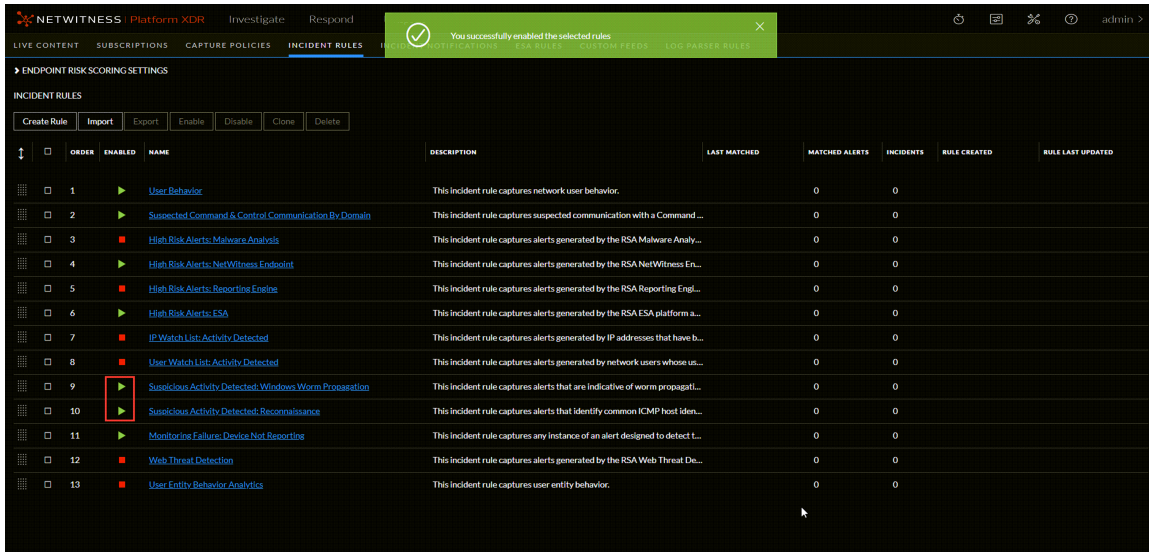 NETWITNESS Platform XDR Investigate Respond admin >
You successfully enabled the selected rules
LIVE CONTENT SUBSCRIPTIONS CAPTURE POLICIES INCIDENT RULES INCIDENT NOTIFICATIONS ESA RULES CUSTOM FEEDS LOG PARSER RULES
ENDPOINT RISK SCORING SETTINGS
INCIDENT RULES
Create Rule Import Export Enable Disable Clone Delete
ORDER ENABLED NAME DESCRIPTION LAST MATCHED MATCHED ALERTS INCIDENTS RULE CREATED RULE LAST UPDATED
1 User Behavior This incident rule captures network user behavior. 0 0
2 Suspected Command & Control Communication By Domain This incident rule captures suspected communication with a Command ... 0 0
3 High Risk Alerts: Malware Analysis This incident rule captures alerts generated by the RSA Malware Analy... 0 0
4 High Risk Alerts: NetWitness Endpoint This incident rule captures alerts generated by the RSA NetWitness En... 0 0
5 High Risk Alerts: Reporting Engine This incident rule captures alerts generated by the RSA Reporting Engi... 0 0
6 High Risk Alerts: ESA This incident rule captures alerts generated by the RSA ESA platform a... 0 0
7 IP Watch List: Activity Detected This incident rule captures alerts generated by IP addresses that have b... 0 0
8 User Watch List: Activity Detected This incident rule captures alerts generated by network users whose us... 0 0
9 Suspicious Activity Detected: Windows Worm Propagation This incident rule captures alerts that are indicative of worm propagati... 0 0
10 Suspicious Activity Detected: Reconnaissance This incident rule captures alerts that identify common ICMP host iden... 0 0
11 Monitoring Failure: Device Not Reporting This incident rule captures any instance of an alert designed to detect t... 0 0
12 Web Threat Detection This incident rule captures alerts generated by the RSA Web Threat De... 0 0
13 User Entity Behavior Analytics This incident rule captures user entity behavior. 0 0